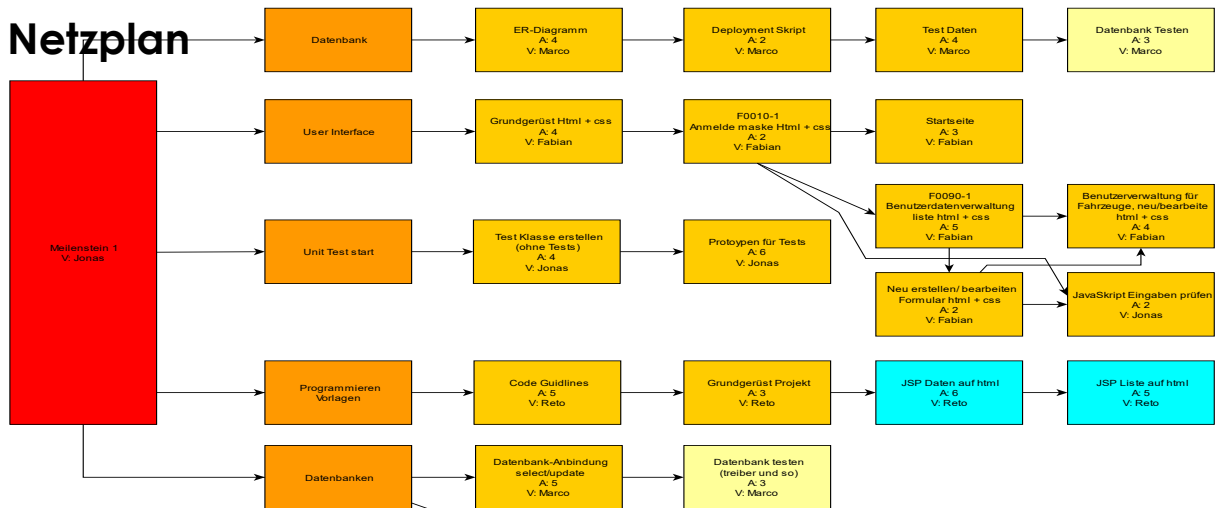 Netzplan
Datenbank
ER-Diagramm
A: 4
V: Marco
Deployment Skript
A: 2
V: Marco
Test Daten
A: 4
V: Marco
Datenbank Testen
A: 3
V: Marco
Meilenstein 1
V: Jonas
User Interface
Grundgerüst Html + css
A: 4
V: Fabian
F0010-1
Anmelde maske Html + css
A: 2
V: Fabian
Startseite
A: 3
V: Fabian
F0090-1
Benutzerdatenverwaltung
liste html + css
A: 5
V: Fabian
Benutzerverwaltung für
Fahrzeuge, neu/bearbeite
html + css
A: 4
V: Fabian
Unit Test start
Test Klasse erstellen
(ohne Tests)
A: 4
V: Jonas
Protoypen für Tests
A: 6
V: Jonas
Neu erstellen/ bearbeiten
Formular html + css
A: 2
V: Fabian
JavaSkript Eingaben prüfen
A: 2
V: Jonas
Programmieren
Vorlagen
Code Guidlines
A: 5
V: Reto
Grundgerüst Projekt
A: 3
V: Reto
JSP Daten auf html
A: 6
V: Reto
JSP Liste auf html
A: 5
V: Reto
Datenbanken
Datenbank-Anbindung
select/update
A: 5
V: Marco
Datenbank testen
(treiber und so)
A: 3
V: Marco